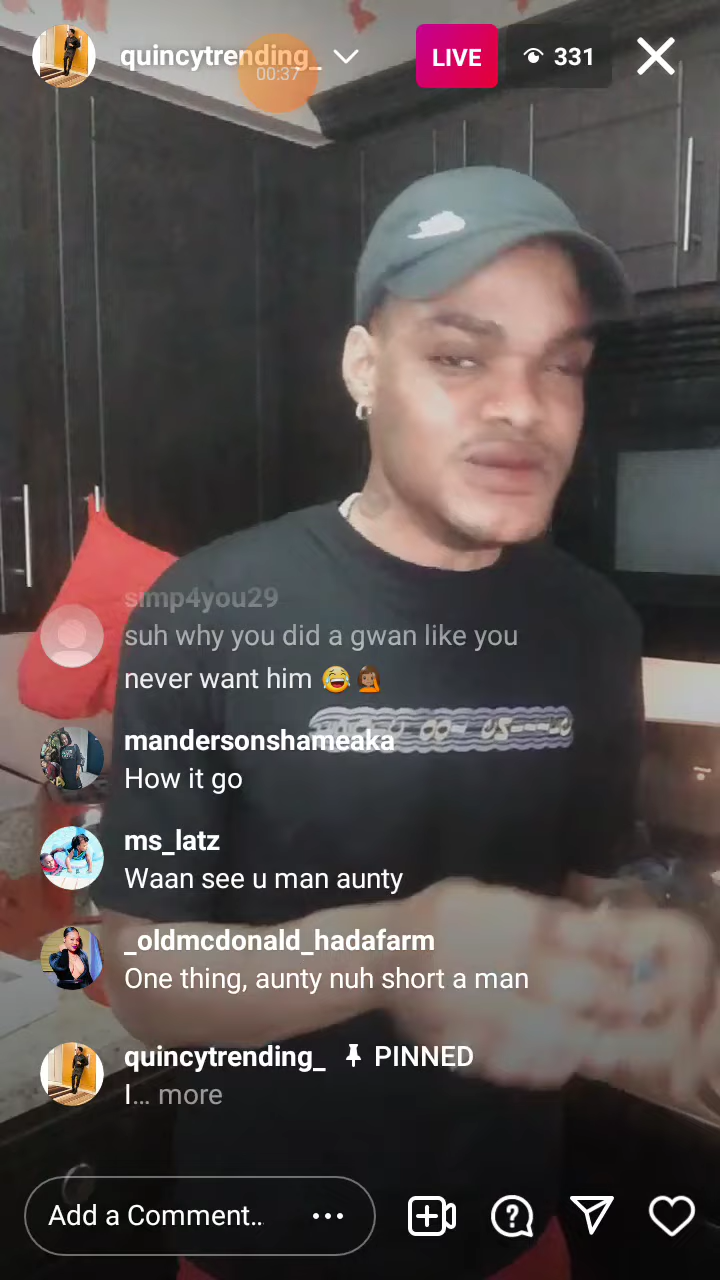 quincytrending_
00:37
LIVE
331
simp4you29
suh why you did a gwan like you
never want him 😂🤦🏽‍♀️
mandersonshameaka
How it go
ms_latz
Waan see u man aunty
_oldmcdonald_hadafarm
One thing, aunty nuh short a man
quincytrending_ PINNED
I... more
Add a Comment..